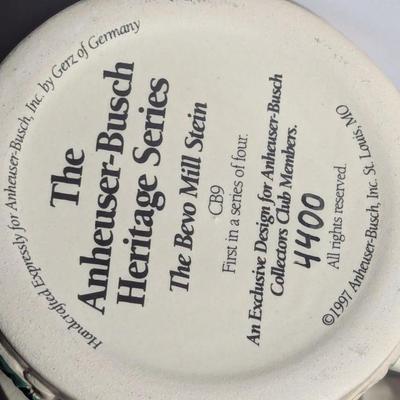 Handcrafted Expressly for Anheuser-Busch, Inc. by Gerz of Germany
The
Anheuser-Busch
Heritage Series
The Bevo Mill Stein
CB9
First in a series of four.
An Exclusive Design for Anheuser-Busch
Collectors Club Members.
4400
All rights reserved.
©1997 Anheuser-Busch, Inc. St. Louis, MO